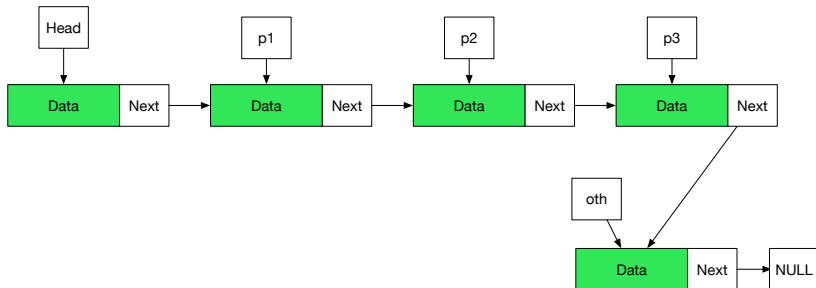 Head
p1
p2
p3
Data Next
Data Next
Data Next
Data Next
oth
Data Next
NULL